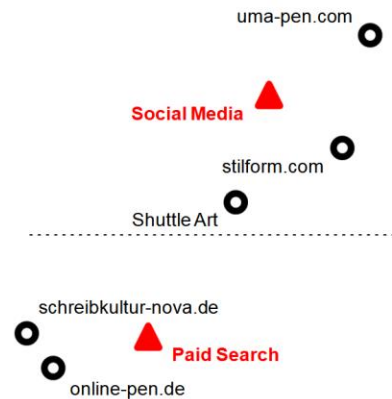 uma-pen.com
Social Media
stilform.com
Shuttle Art
schreibkultur-nova.de
Paid Search
online-pen.de